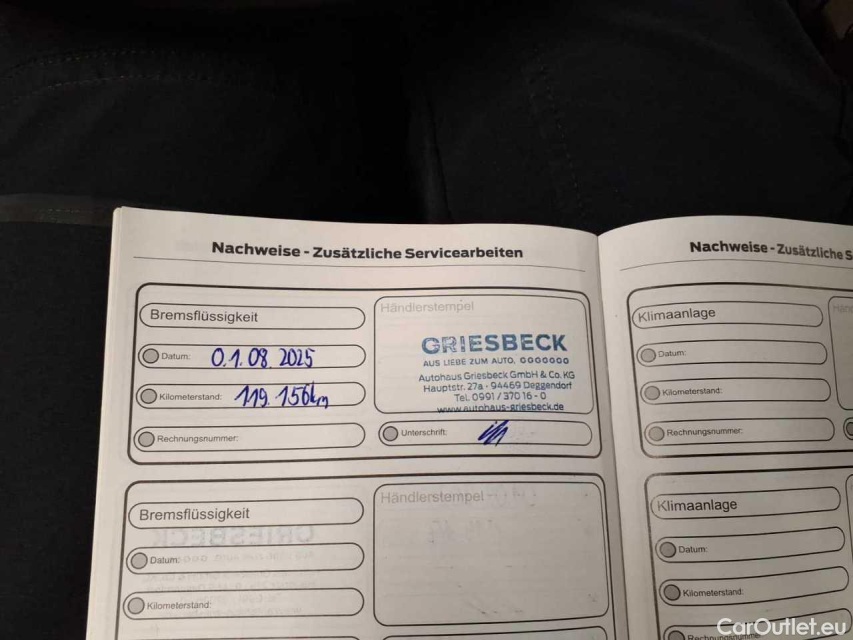 Nachweise - Zusätzliche Servicearbeiten
Bremsflüssigkeit
Händlerstempel
Datum: 01.08.2025
Kilometerstand: 119.156km
GRIESBECK
AUS LIEBE ZUM AUTO.
Autohaus Griesbeck GmbH & Co. KG
Hauptstr. 27a - 94469 Deggendorf
Tel. 0991 / 370 16 - 0
www.autohaus-griesbeck.de
Rechnungsnummer:
Unterschrift:
Bremsflüssigkeit
Händlerstempel
Datum:
Kilometerstand:
Nachweise - Zusätzliche S
Klimaanlage
Datum:
Kilometerstand:
Rechnungsnummer:
Klimaanlage
Datum:
Kilometerstand:
Rechnungsnummer:
CarOutlet.eu